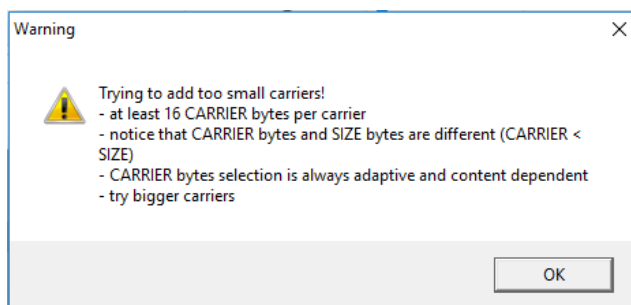 Warning
Trying to add too small carriers!
- at least 16 CARRIER bytes per carrier
- notice that CARRIER bytes and SIZE bytes are different (CARRIER <
SIZE)
- CARRIER bytes selection is always adaptive and content dependent
- try bigger carriers
OK